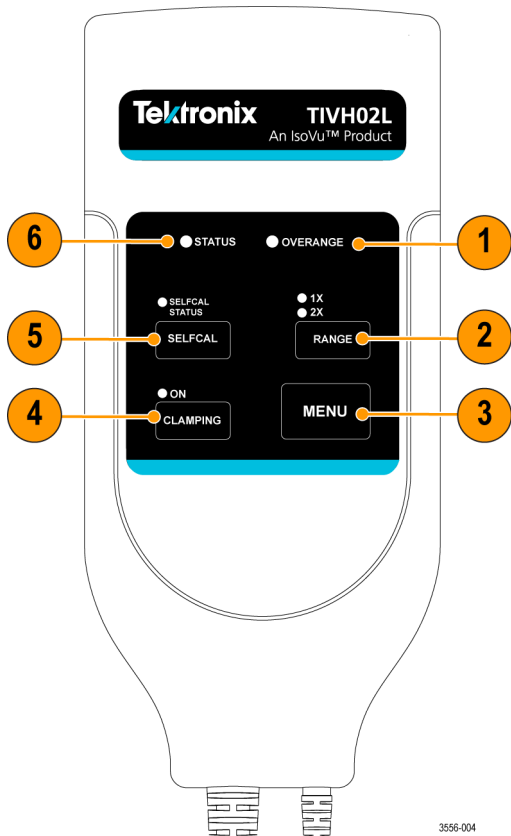 Tektronix
TIVH02L
An IsoVu™ Product
6
STATUS
OVERANGE
1
SELFCAL
STATUS
1X
2X
5
SELFCAL
RANGE
2
ON
4
CLAMPING
MENU
3
3556-004